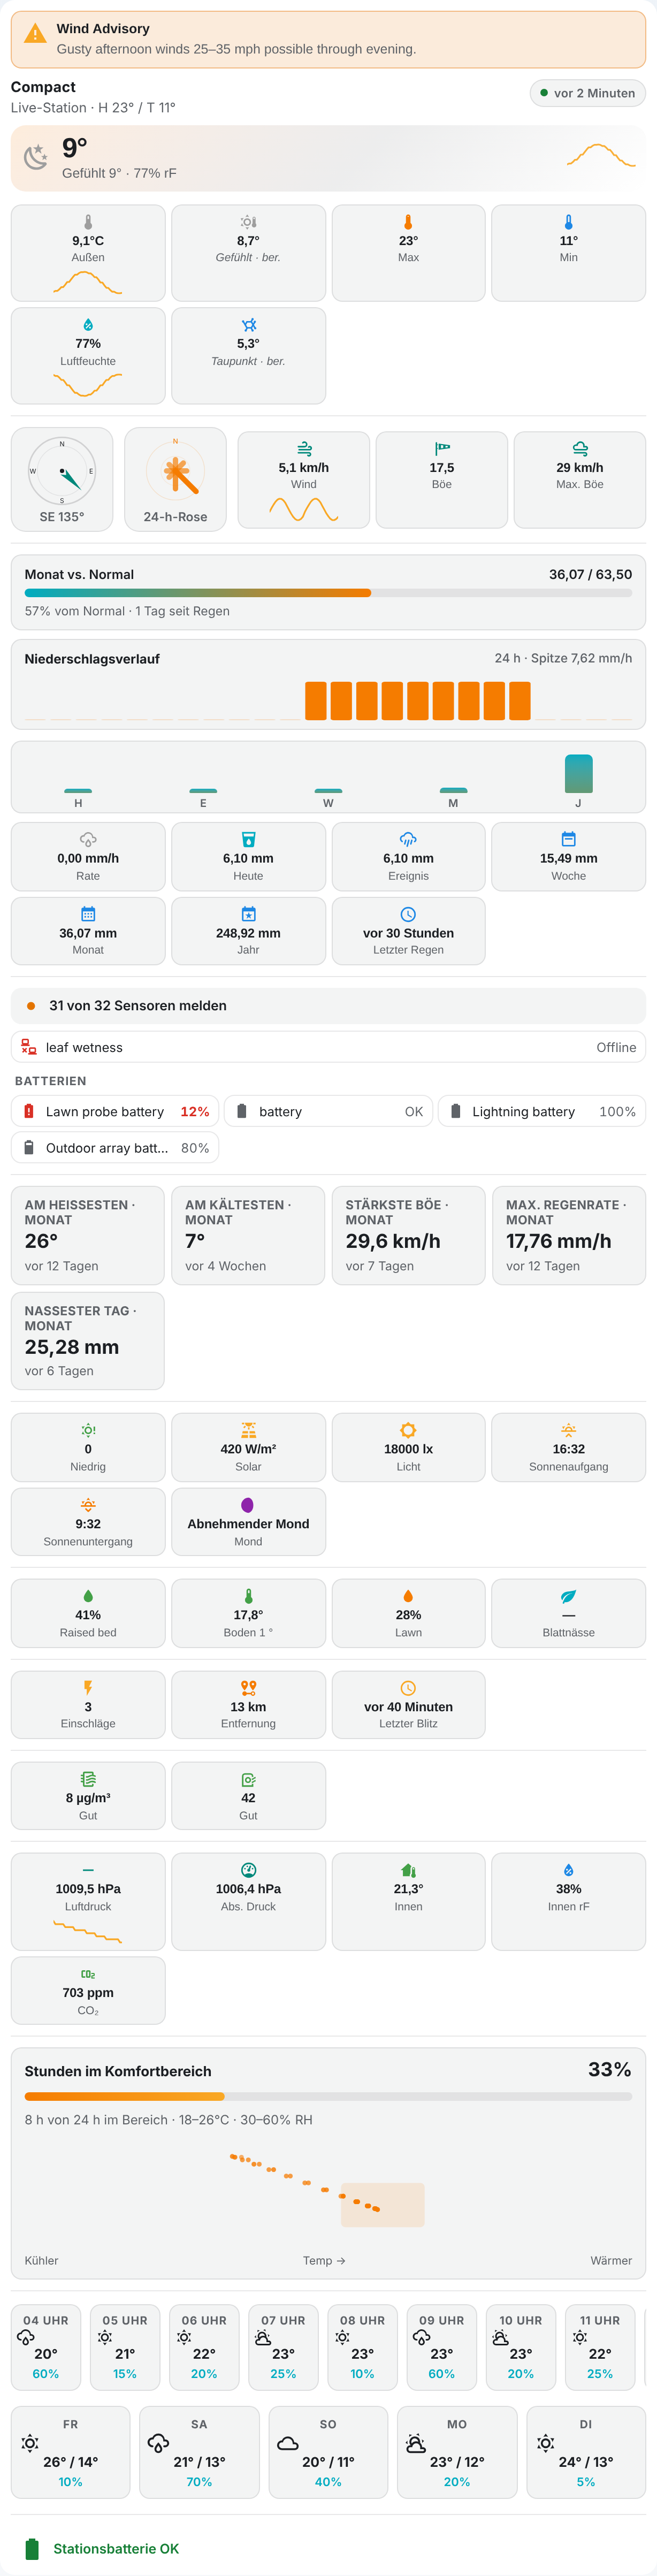 Wind Advisory
Gusty afternoon winds 25–35 mph possible through evening.
Compact
Live-Station · H 23° / T 11°
vor 2 Minuten
9°
Gefühlt 9° · 77% rF
9,1°C
Außen
8,7°
Gefühlt · ber.
23°
Max
11°
Min
77%
Luftfeuchte
5,3°
Taupunkt · ber.
N
W
E
S
SE 135°
N
24-h-Rose
5,1 km/h
Wind
17,5
Böe
29 km/h
Max. Böe
Monat vs. Normal
36,07 / 63,50
57% vom Normal · 1 Tag seit Regen
Niederschlagsverlauf
24 h · Spitze 7,62 mm/h
H
E
W
M
J
0,00 mm/h
Rate
6,10 mm
Heute
6,10 mm
Ereignis
15,49 mm
Woche
36,07 mm
Monat
248,92 mm
Jahr
vor 30 Stunden
Letzter Regen
31 von 32 Sensoren melden
leaf wetness
Offline
BATTERIEN
Lawn probe battery 12%
battery OK
Lightning battery 100%
Outdoor array batt... 80%
AM HEISSESTEN ·
MONAT
26°
vor 12 Tagen
AM KÄLTESTEN ·
MONAT
7°
vor 4 Wochen
STÄRKSTE BÖE ·
MONAT
29,6 km/h
vor 7 Tagen
MAX. REGENRATE ·
MONAT
17,76 mm/h
vor 12 Tagen
NASSESTER TAG ·
MONAT
25,28 mm
vor 6 Tagen
0
Niedrig
420 W/m²
Solar
18000 lx
Licht
16:32
Sonnenaufgang
9:32
Sonnenuntergang
Abnehmender Mond
Mond
41%
Raised bed
17,8°
Boden 1 °
28%
Lawn
—
Blattnässe
3
Einschläge
13 km
Entfernung
vor 40 Minuten
Letzter Blitz
8 µg/m³
Gut
42
Gut
1009,5 hPa
Luftdruck
1006,4 hPa
Abs. Druck
21,3°
Innen
38%
Innen rF
CO2
703 ppm
CO₂
Stunden im Komfortbereich
33%
8 h von 24 h im Bereich · 18–26°C · 30–60% RH
Kühler
Temp →
Wärmer
04 UHR
20°
60%
05 UHR
21°
15%
06 UHR
22°
20%
07 UHR
23°
25%
08 UHR
23°
10%
09 UHR
23°
60%
10 UHR
23°
20%
11 UHR
22°
25%
FR
26° / 14°
10%
SA
21° / 13°
70%
SO
20° / 11°
40%
MO
23° / 12°
20%
DI
24° / 13°
5%
Stationsbatterie OK